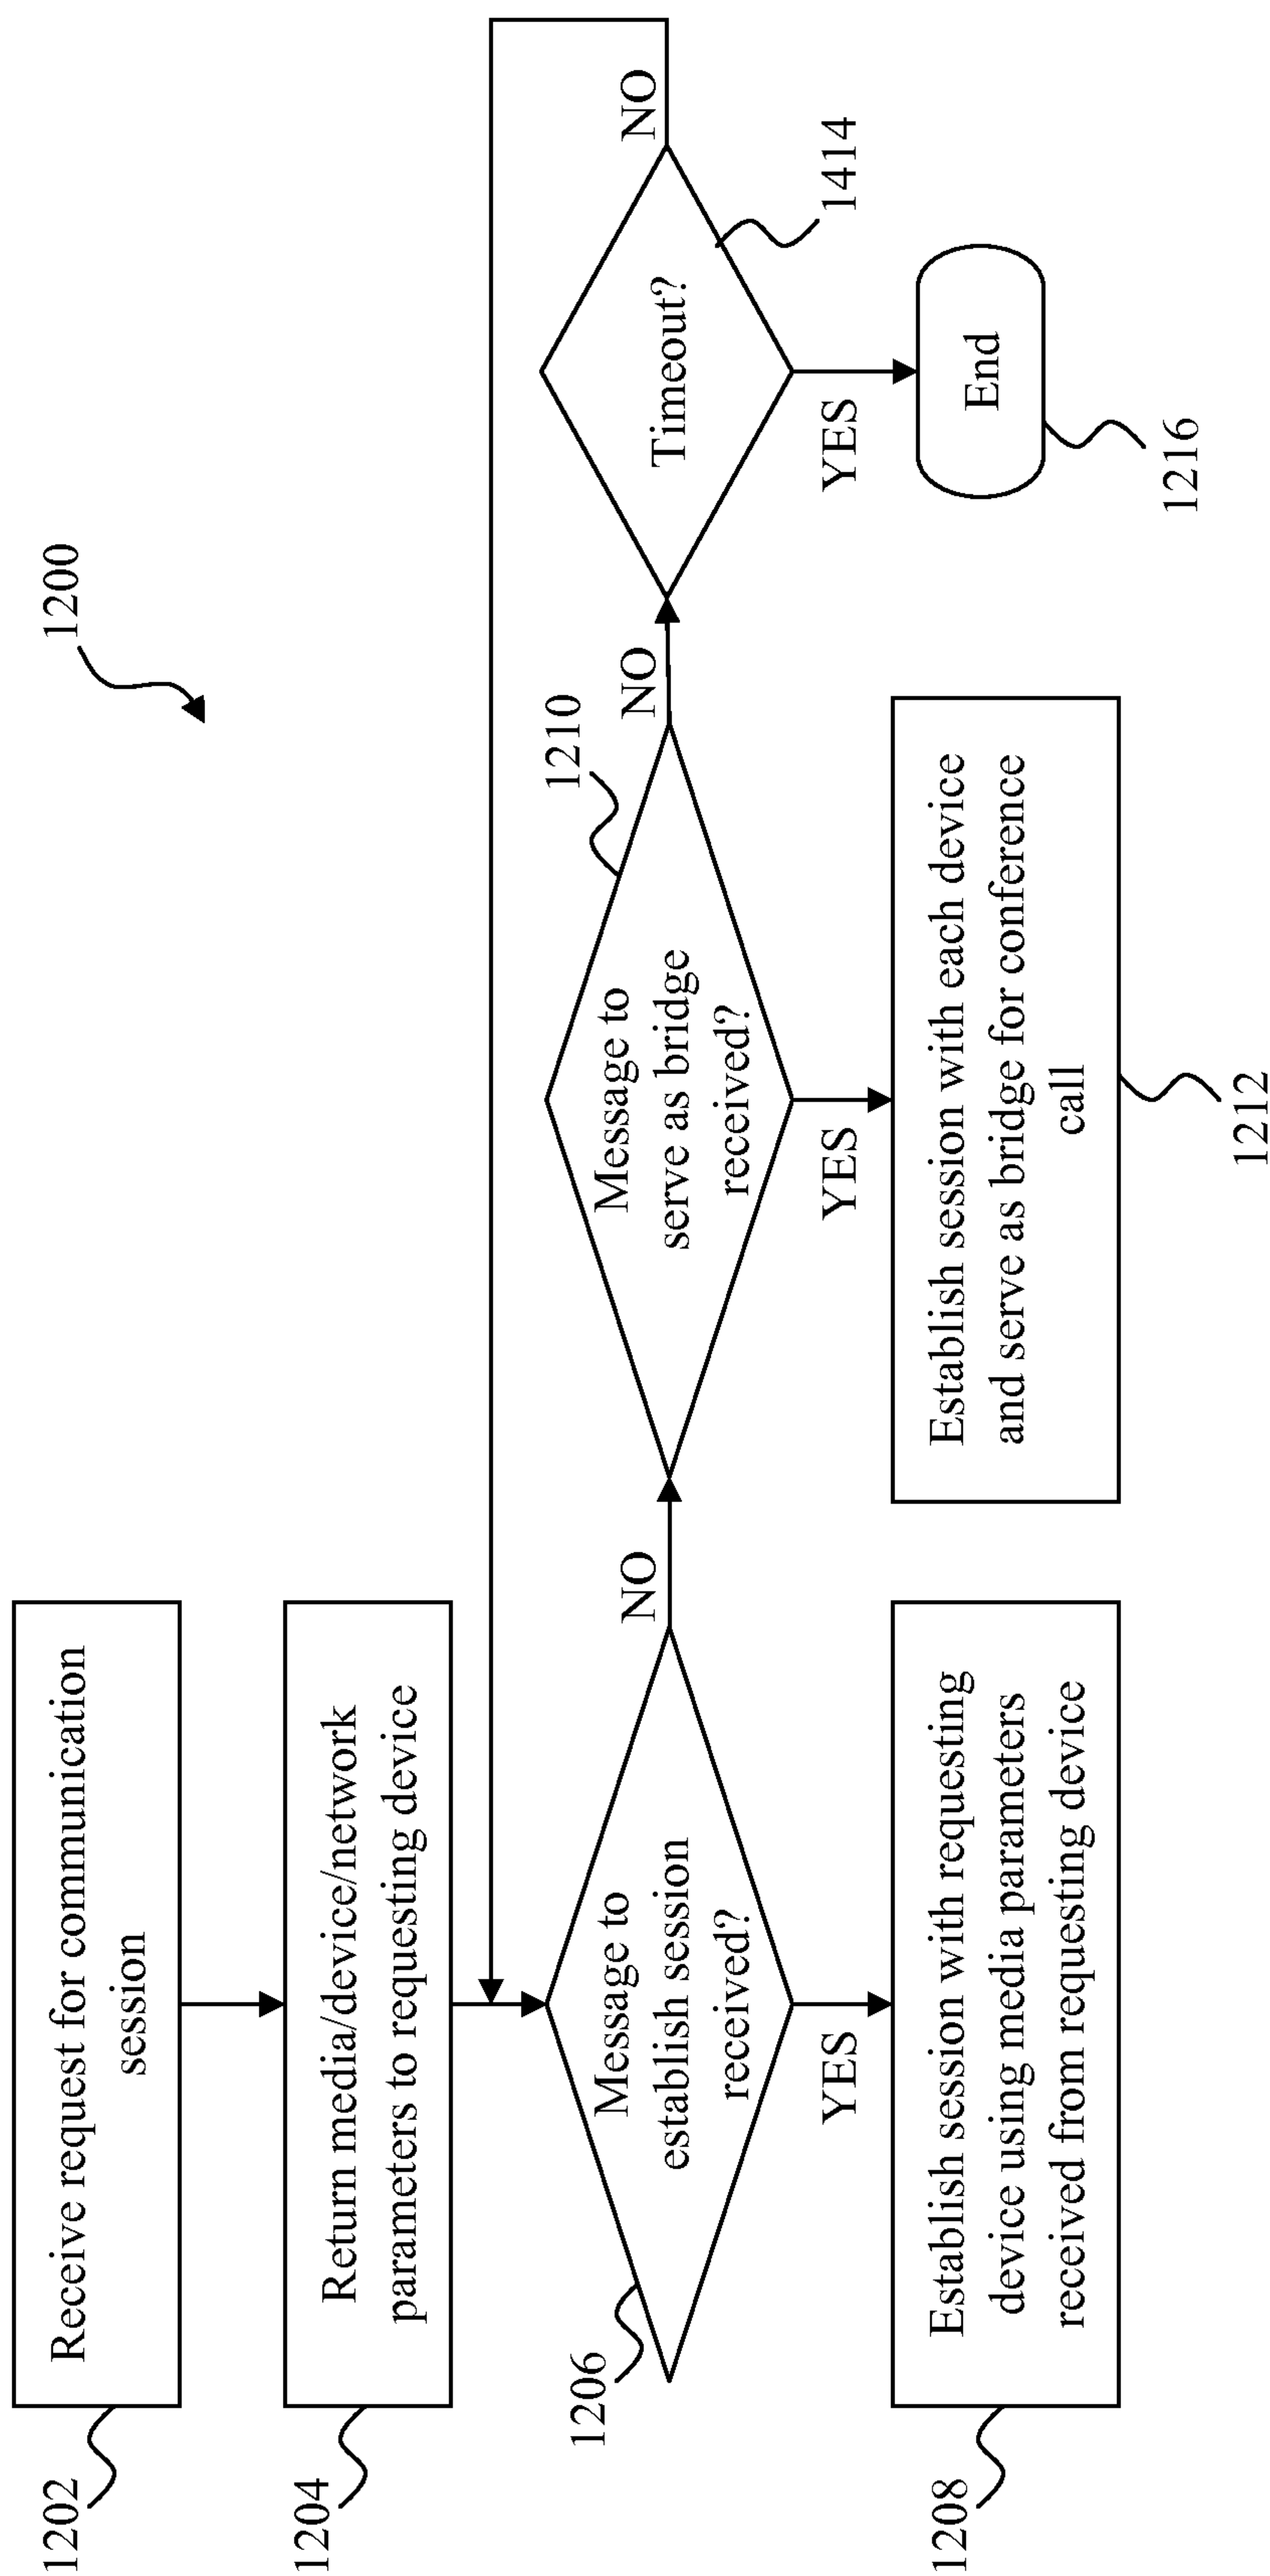 1200
1202
Receive request for communication
session
1204
Return media/device/network
parameters to requesting device
1206
Message to
establish session
received?
NO
YES
1208
Establish session with requesting
device using media parameters
received from requesting device
1210
Message to
serve as bridge
received?
NO
YES
Establish session with each device
and serve as bridge for conference
call
1212
Timeout?
NO
1414
YES
End
1216